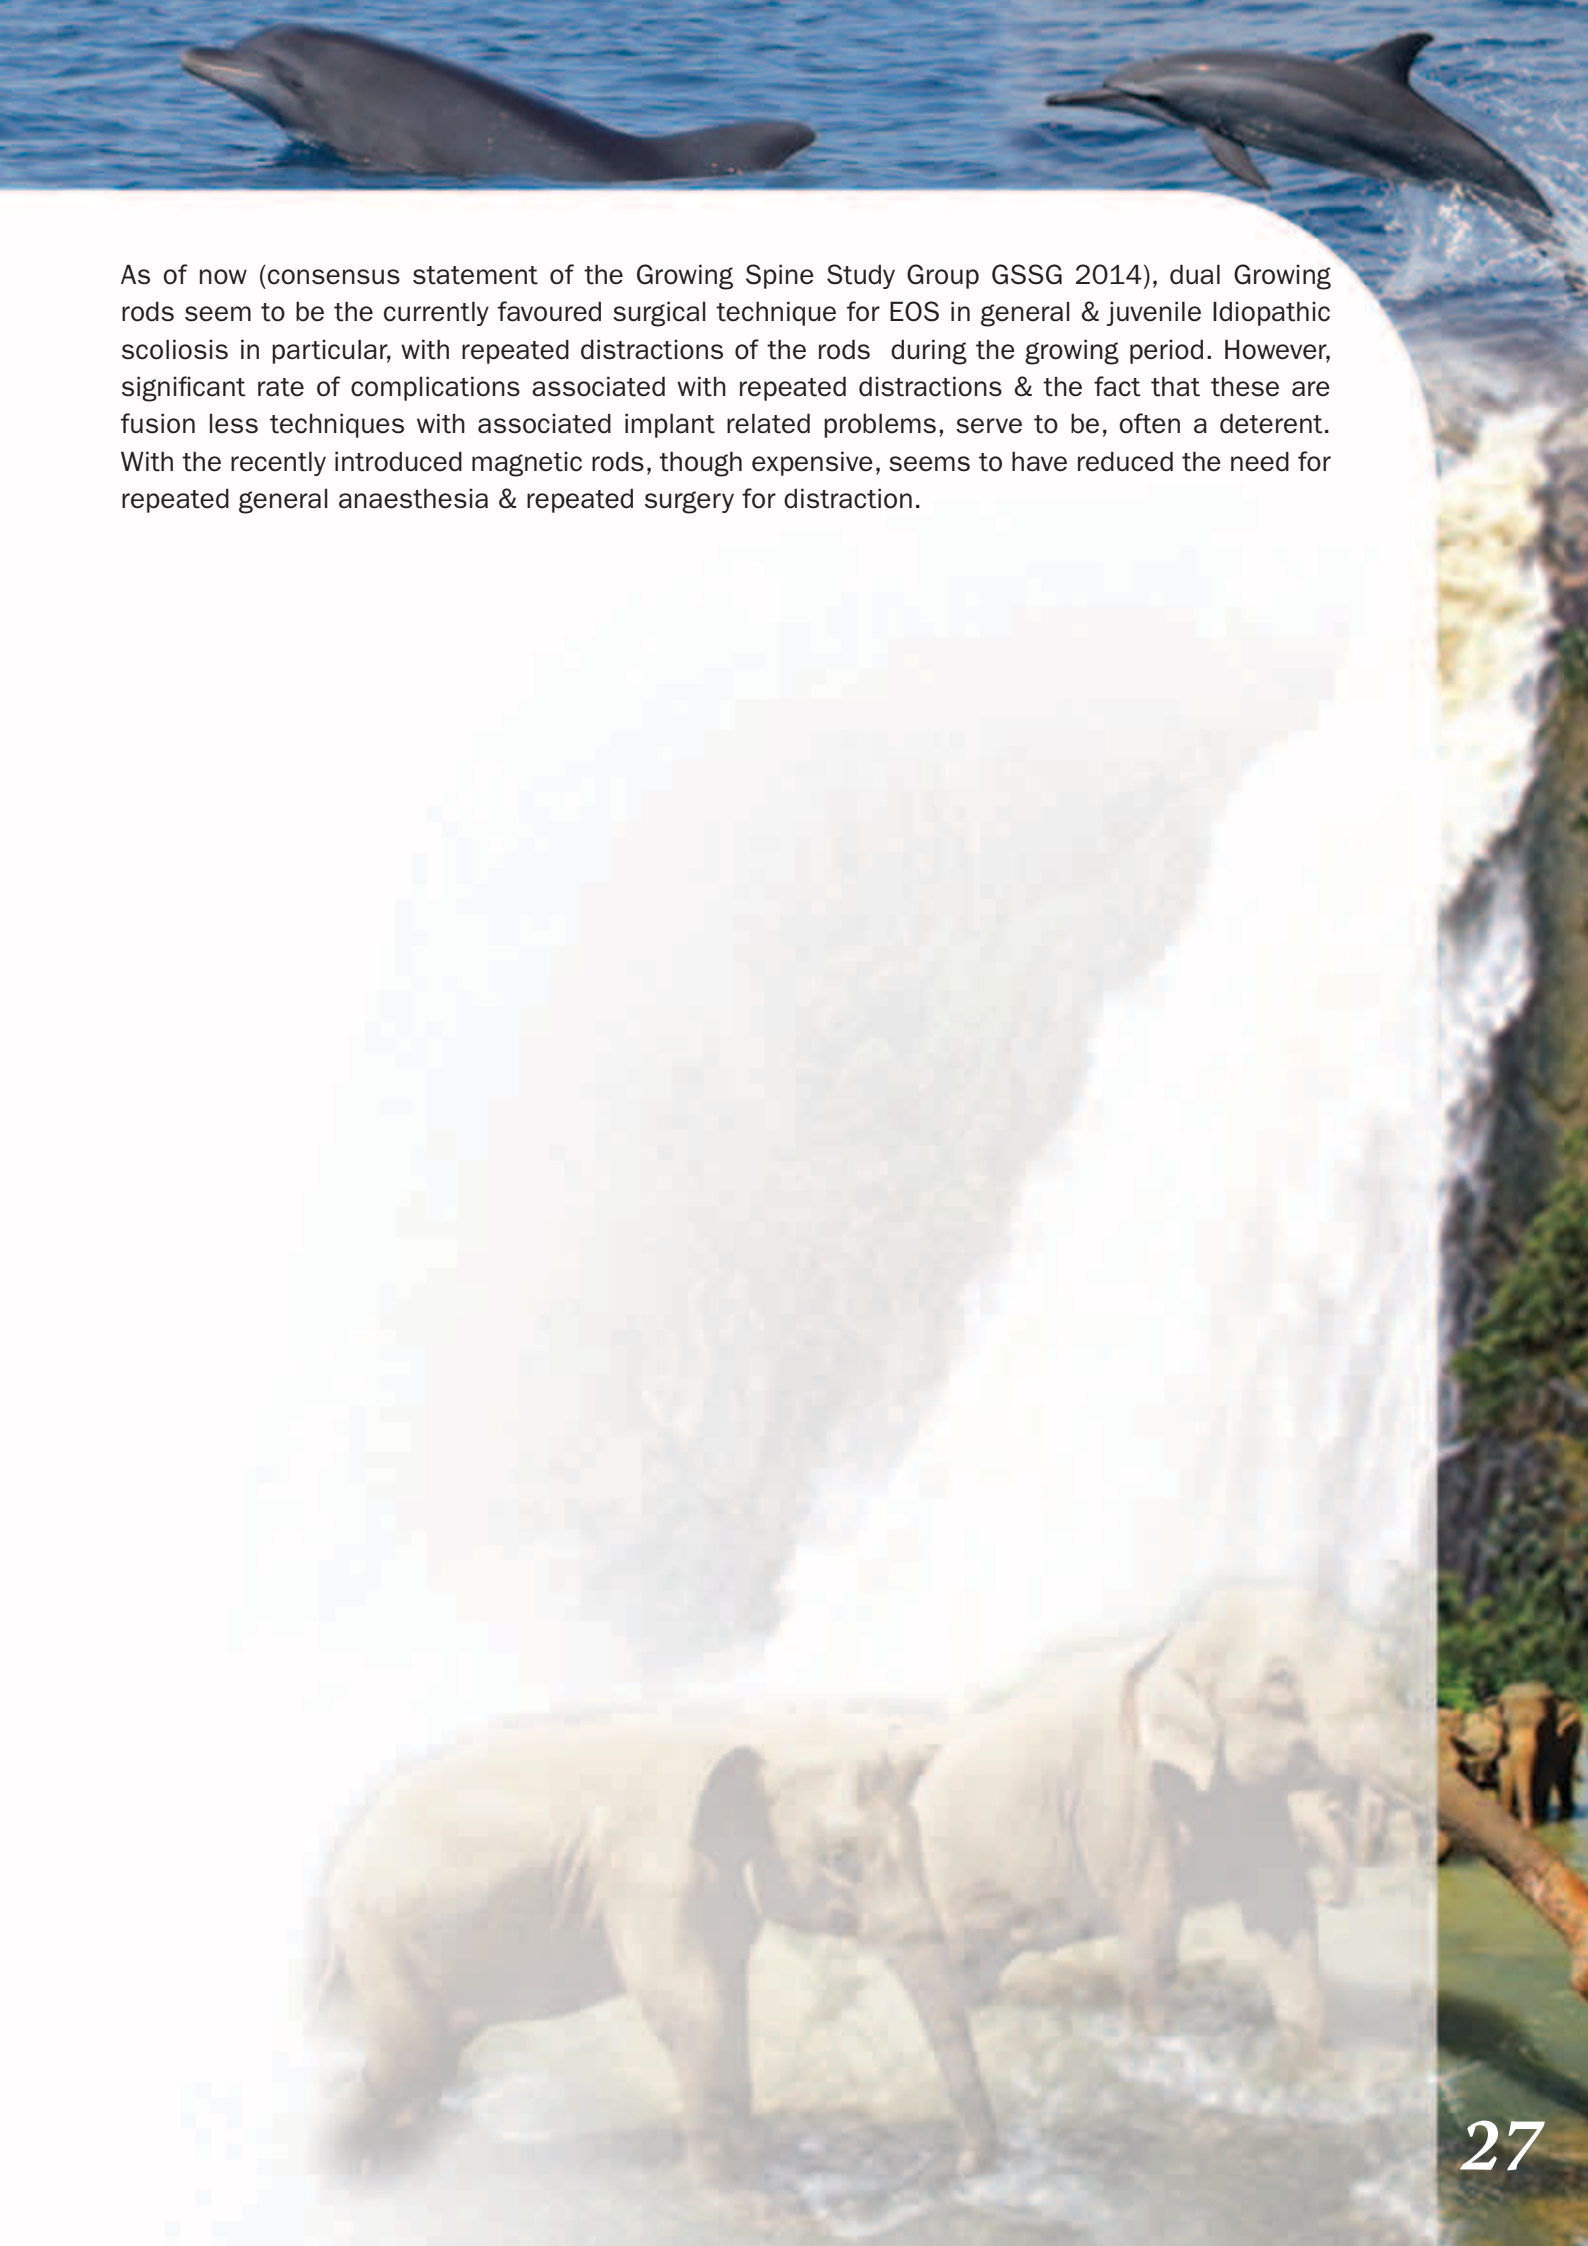 As of now (consensus statement of the Growing Spine Study Group GSSG 2014), dual Growing
rods seem to be the currently favoured surgical technique for EOS in general & juvenile Idiopathic
scoliosis in particular, with repeated distractions of the rods  during the growing period. However,
significant rate of complications associated with repeated distractions & the fact that these are
fusion less techniques with associated implant related problems, serve to be, often a deterent.
With the recently introduced magnetic rods, though expensive, seems to have reduced the need for
repeated general anaesthesia & repeated surgery for distraction.
27